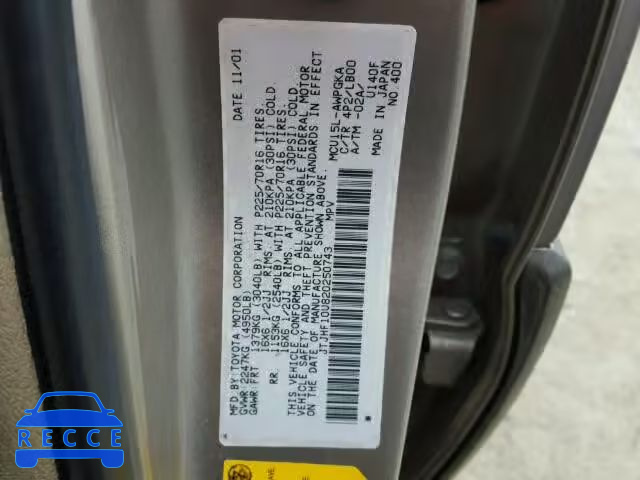 MFD.BY TOYOTA MOTOR CORPORATION DATE 11/01
GVWR:2247KG (4950LB)
GAWR:FRT 1379KG (3040LB) WITH P225/70R16 TIRES.
16X6 1/2JJ RIMS. AT 210KPA (30PSI) COLD.
RR. 1153KG (2540LB) WITH P225/70R16 TIRES.
16X6 1/2JJ RIMS. AT 210KPA (30PSI) COLD
THIS VEHICLE CONFORMS TO ALL APPLICABLE FEDERAL MOTOR
VEHICLE SAFETY AND THEFT PREVENTION STANDARDS IN EFFECT
ON THE DATE OF MANUFACTURE SHOWN ABOVE.
JTJHF10U820250743 MPV
MCU15L-AWPGKA
C/TR 4P2/LB00
A/TM -02A/ U140F
MADE IN JAPAN
NO.400
RECCE